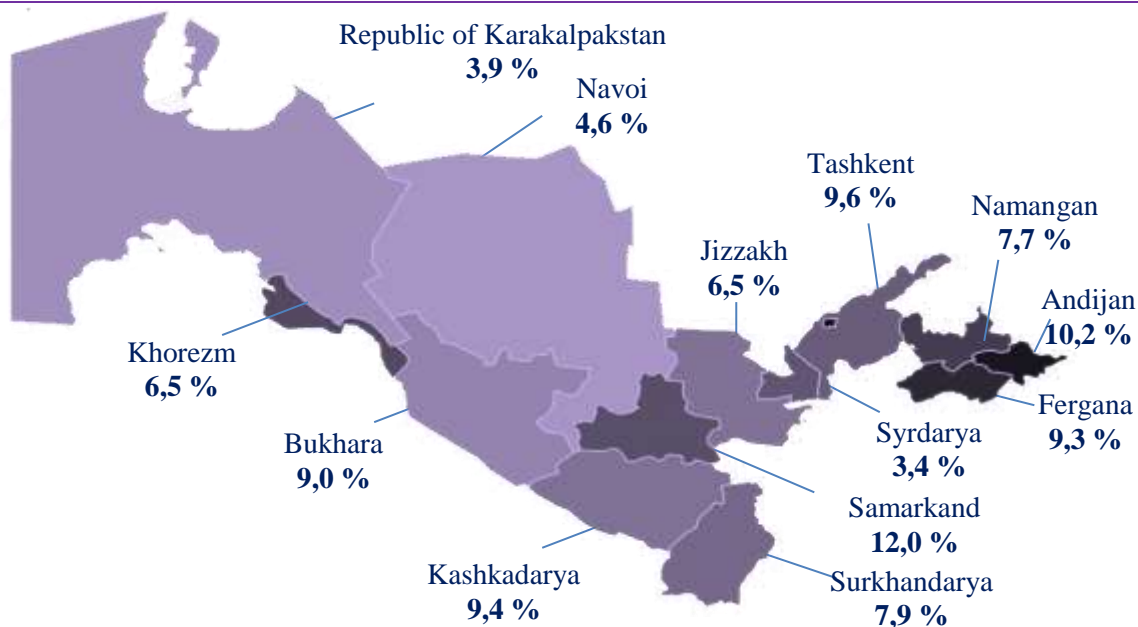 Republic of Karakalpakstan
3,9 %
Navoi
4,6 %
Tashkent
9,6 %
Namangan
7,7 %
Jizzakh
6,5 %
Andijan
10,2 %
Khorezm
6,5 %
Fergana
9,3 %
Bukhara
9,0 %
Syrdarya
3,4 %
Samarkand
12,0 %
Kashkadarya
9,4 %
Surkhandarya
7,9 %